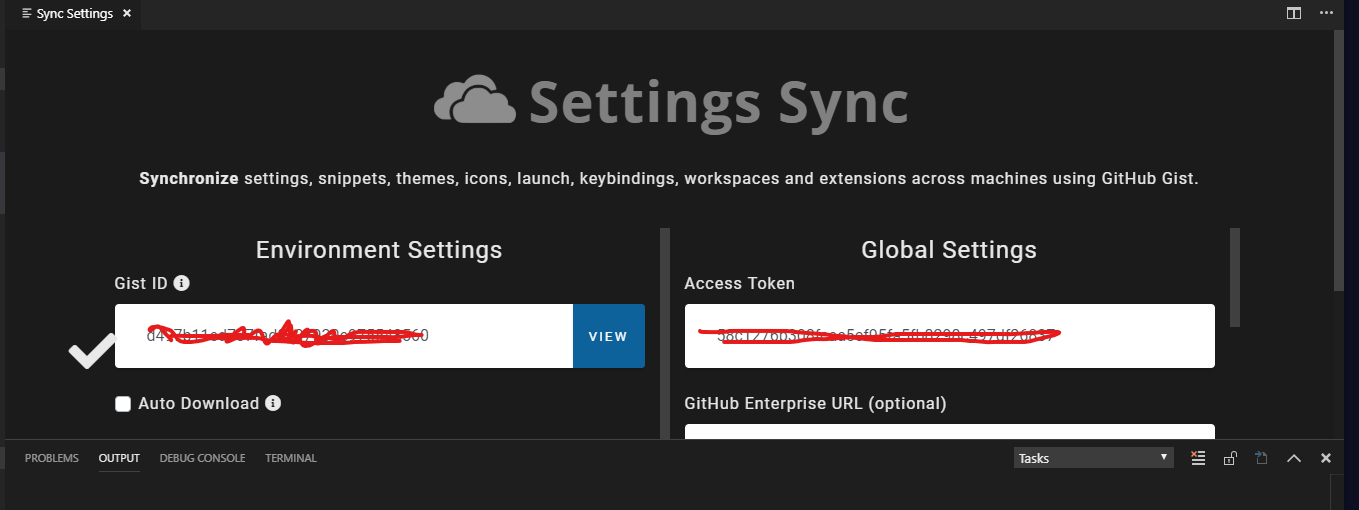 Sync Settings
Settings Sync
Synchronize settings, snippets, themes, icons, launch, keybindings, workspaces and extensions across machines using GitHub Gist.
Environment Settings
Gist ID
VIEW
Auto Download
Global Settings
Access Token
GitHub Enterprise URL (optional)
PROBLEMS OUTPUT DEBUG CONSOLE TERMINAL Tasks